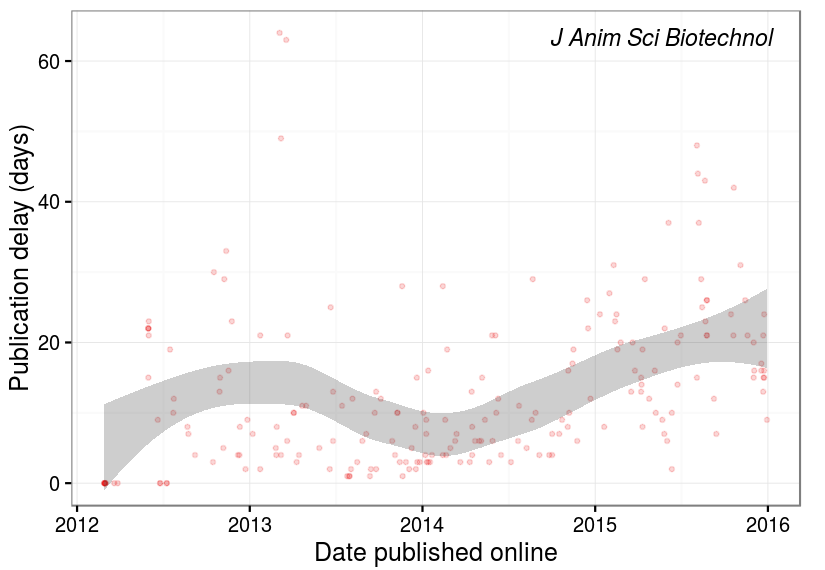 J Anim Sci Biotechnol
Publication delay (days)
60
40
20
0
2012 2013 2014 2015 2016
Date published online